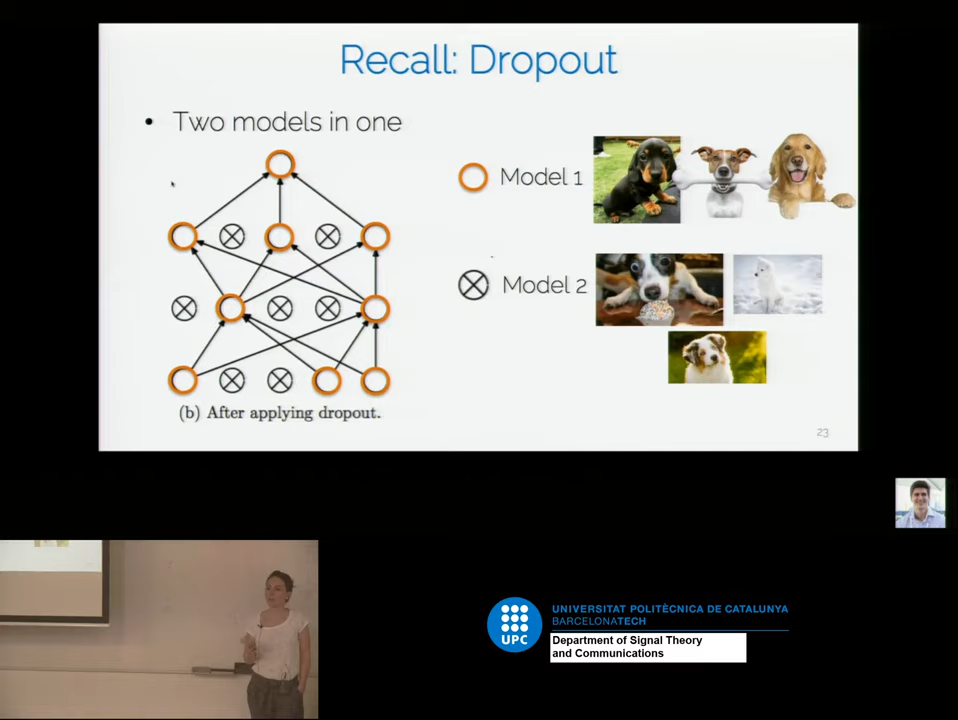 Recall: Dropout
• Two models in one
Model 1
Model 2
(b) After applying dropout.
23
UPC
UNIVERSITAT POLITÈCNICA DE CATALUNYA
BARCELONATECH
Department of Signal Theory
and Communications